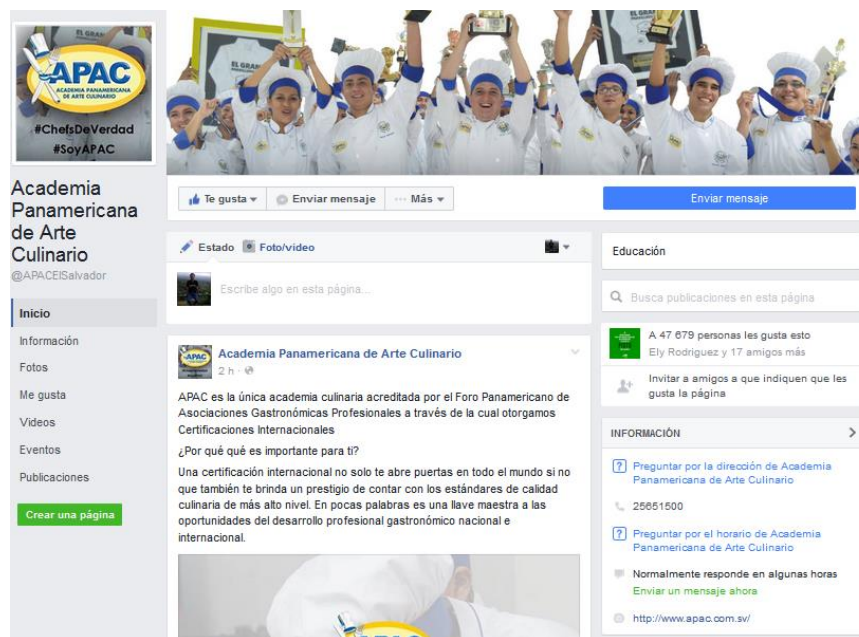 APAC
ACADEMIA PANAMERICANA
DE ARTE CULINARIO
#ChefsDeVerdad
#SoyAPAC
EL GRAN
EL GRAN
Academia
Panamericana
de Arte
Culinario
@APACElSalvador
Inicio
Información
Fotos
Me gusta
Videos
Eventos
Publicaciones
Crear una página
Te gusta
Enviar mensaje
Más
Enviar mensaje
Estado
Foto/video
Escribe algo en esta página...
APAC
Academia Panamericana de Arte Culinario
2 h
APAC es la única academia culinaria acreditada por el Foro Panamericano de
Asociaciones Gastronómicas Profesionales a través de la cual otorgamos
Certificaciones Internacionales
¿Por qué qué es importante para ti?
Una certificación internacional no solo te abre puertas en todo el mundo si no
que también te brinda un prestigio de contar con los estándares de calidad
culinaria de más alto nivel. En pocas palabras es una llave maestra a las
oportunidades del desarrollo profesional gastronómico nacional e
internacional.
APAC
Educación
Busca publicaciones en esta página
A 47 679 personas les gusta esto
Ely Rodriguez y 17 amigos más
Invitar a amigos a que indiquen que les
gusta la página
INFORMACIÓN
Preguntar por la dirección de Academia
Panamericana de Arte Culinario
25651500
Preguntar por el horario de Academia
Panamericana de Arte Culinario
Normalmente responde en algunas horas
Enviar un mensaje ahora
http://www.apac.com.sv/